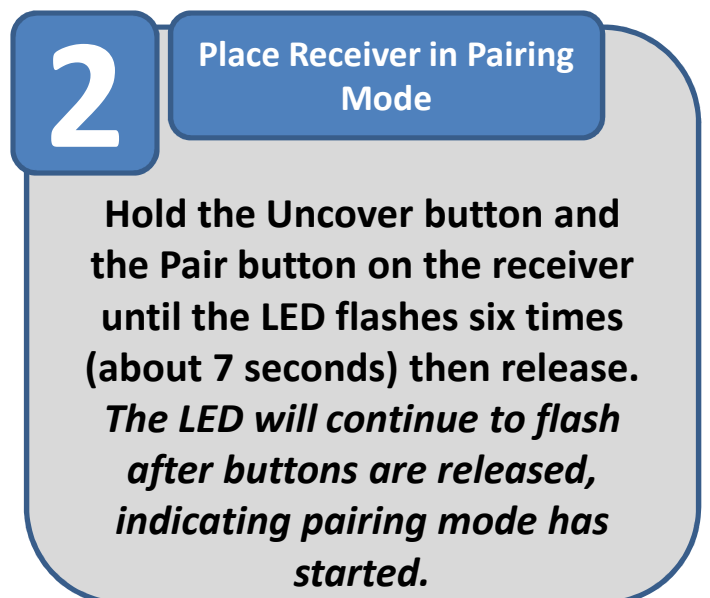 2
Place Receiver in Pairing
Mode
Hold the Uncover button and
the Pair button on the receiver
until the LED flashes six times
(about 7 seconds) then release.
The LED will continue to flash
after buttons are released,
indicating pairing mode has
started.